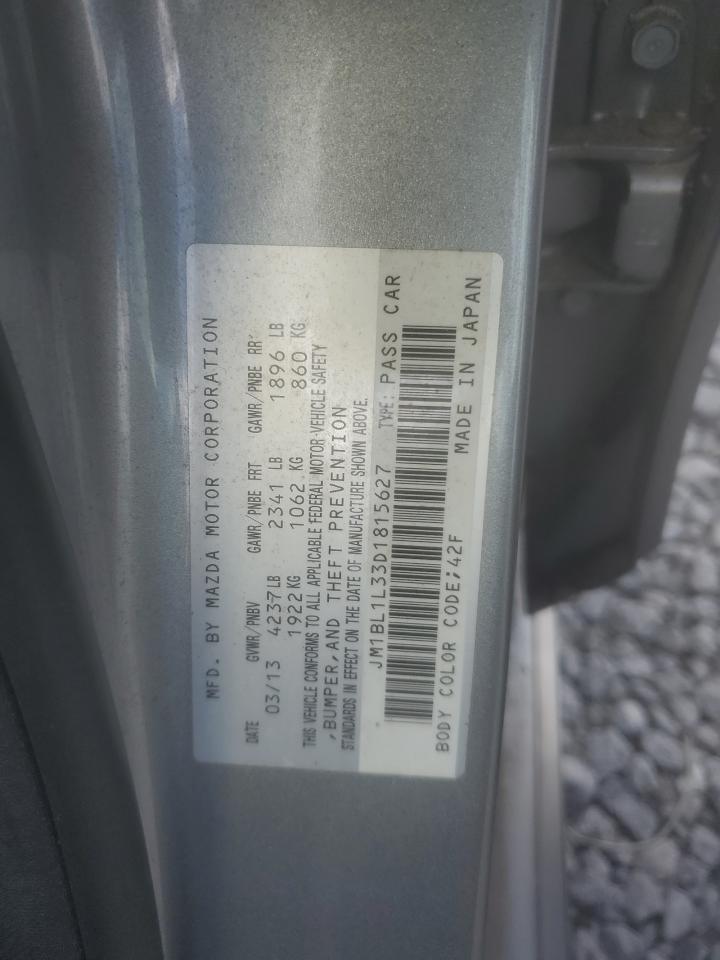 MFD. BY MAZDA MOTOR CORPORATION
DATE GVWR/PNBV GAWR/PNBE FRT GAWR/PNBE RR
03/13 4237LB 2341 LB 1896 LB
1922KG 1062 KG 860 KG
THIS VEHICLE CONFORMS TO ALL APPLICABLE FEDERAL MOTOR VEHICLE SAFETY
,BUMPER,AND THEFT PREVENTION
STANDARDS IN EFFECT ON THE DATE OF MANUFACTURE SHOWN ABOVE.
JM1BL1L33D1815627 TYPE: PASS CAR
BODY COLOR CODE;42F MADE IN JAPAN